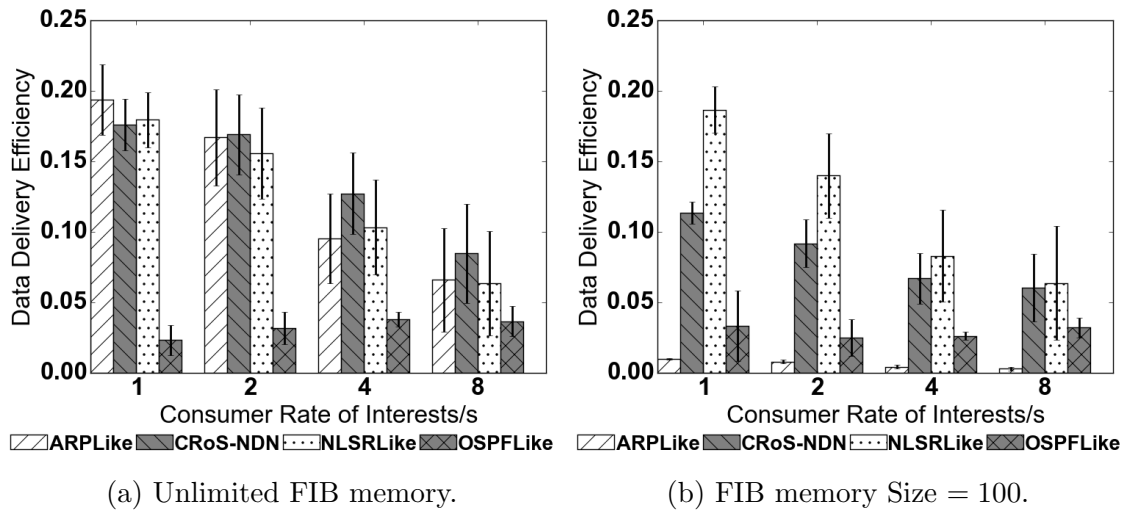 0.25
0.20
0.15
0.10
0.05
0.00
Data Delivery Efficiency
1 2 4 8
Consumer Rate of Interests/s
ARPLike CRoS-NDN NLSRLike OSPFLike
(a) Unlimited FIB memory.
0.25
0.20
0.15
0.10
0.05
0.00
Data Delivery Efficiency
1 2 4 8
Consumer Rate of Interests/s
ARPLike CRoS-NDN NLSRLike OSPFLike
(b) FIB memory Size = 100.